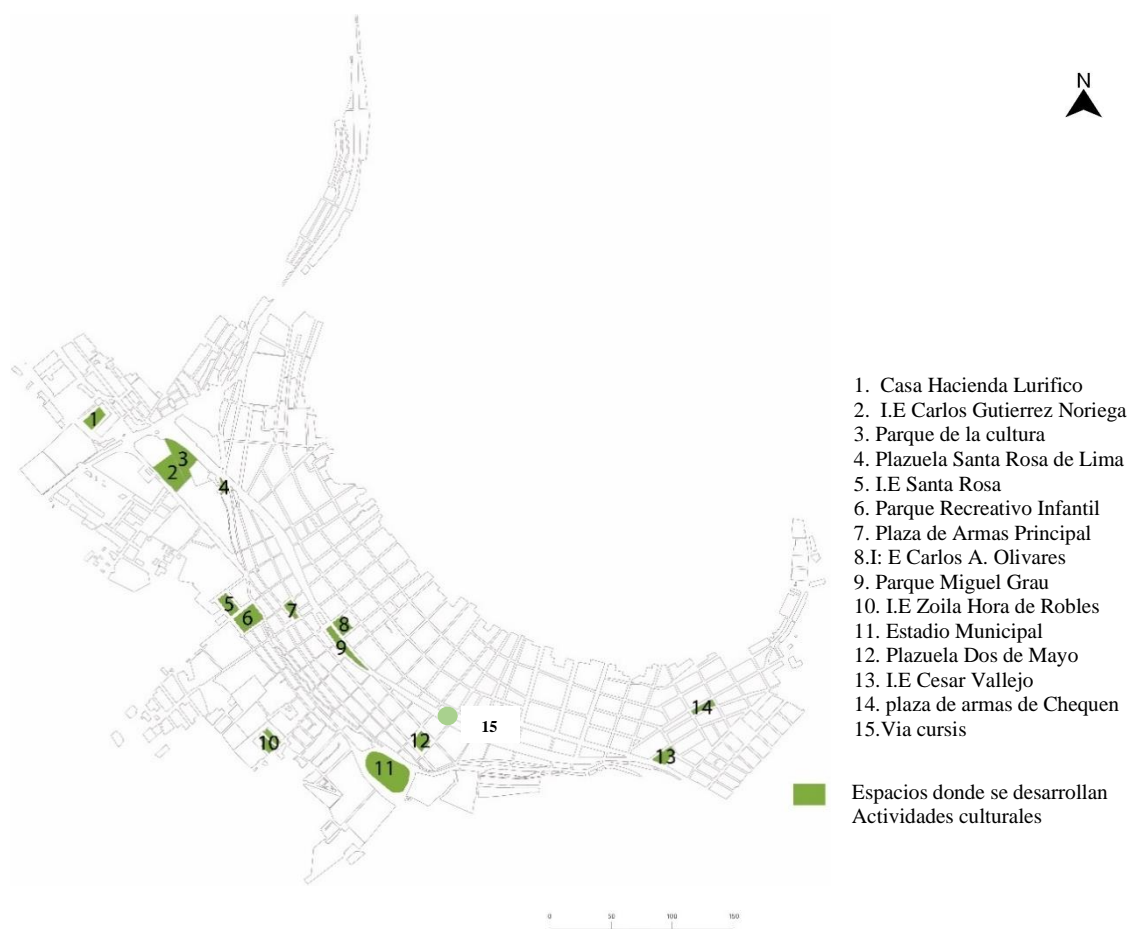 N
1
3
2
4
5
6
7
8
9
14
15
12
10
13
11
1. Casa Hacienda Lurifico
2. I.E Carlos Gutierrez Noriega
3. Parque de la cultura
4. Plazuela Santa Rosa de Lima
5. I.E Santa Rosa
6. Parque Recreativo Infantil
7. Plaza de Armas Principal
8.I: E Carlos A. Olivares
9. Parque Miguel Grau
10. I.E Zoila Hora de Robles
11. Estadio Municipal
12. Plazuela Dos de Mayo
13. I.E Cesar Vallejo
14. plaza de armas de Chequen
15.Via cursis
Espacios donde se desarrollan
Actividades culturales
0 50 100 150